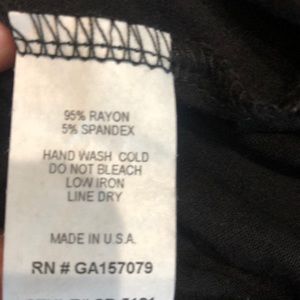 95% RAYON
5% SPANDEX
HAND WASH COLD
DO NOT BLEACH
LOW IRON
LINE DRY
MADE IN U.S.A.
RN # GA157079